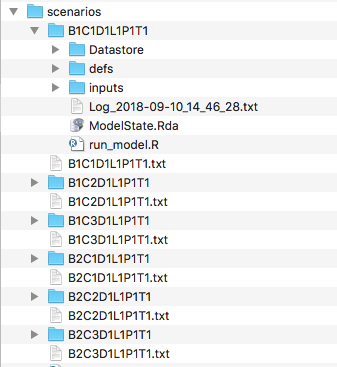 scenarios
B1C1D1L1P1T1
Datastore
defs
inputs
Log_2018-09-10_14_46_28.txt
ModelState.Rda
run_model.R
B1C1D1L1P1T1.txt
B1C2D1L1P1T1
B1C2D1L1P1T1.txt
B1C3D1L1P1T1
B1C3D1L1P1T1.txt
B2C1D1L1P1T1
B2C1D1L1P1T1.txt
B2C2D1L1P1T1
B2C2D1L1P1T1.txt
B2C3D1L1P1T1
B2C3D1L1P1T1.txt